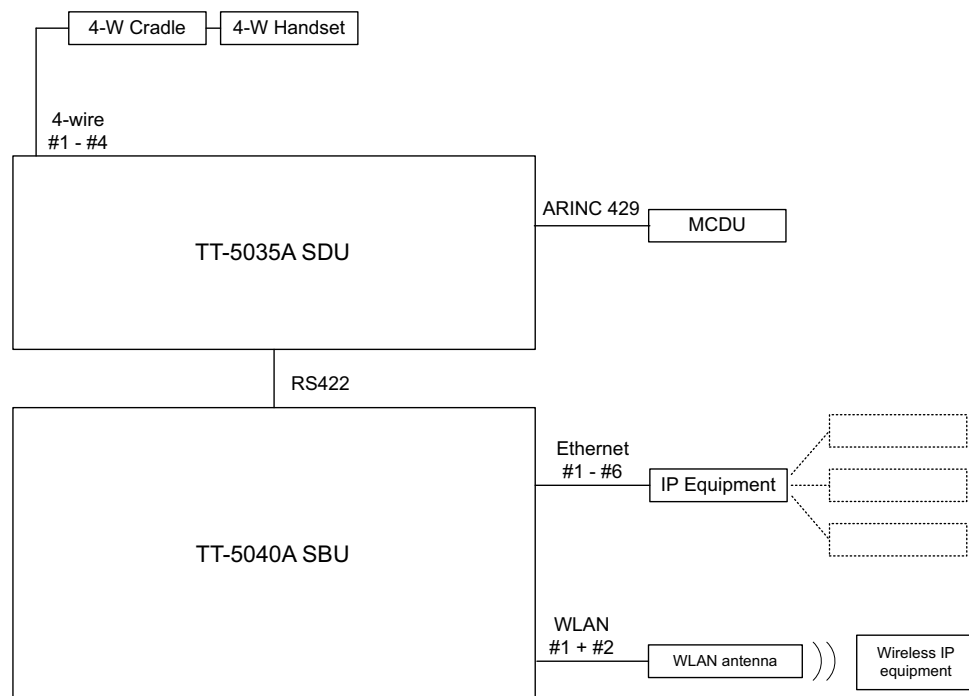 4-W Cradle
4-W Handset
4-wire
#1 - #4
TT-5035A SDU
ARINC 429
MCDU
RS422
TT-5040A SBU
Ethernet
#1 - #6
IP Equipment
WLAN
#1 + #2
WLAN antenna
Wireless IP
equipment